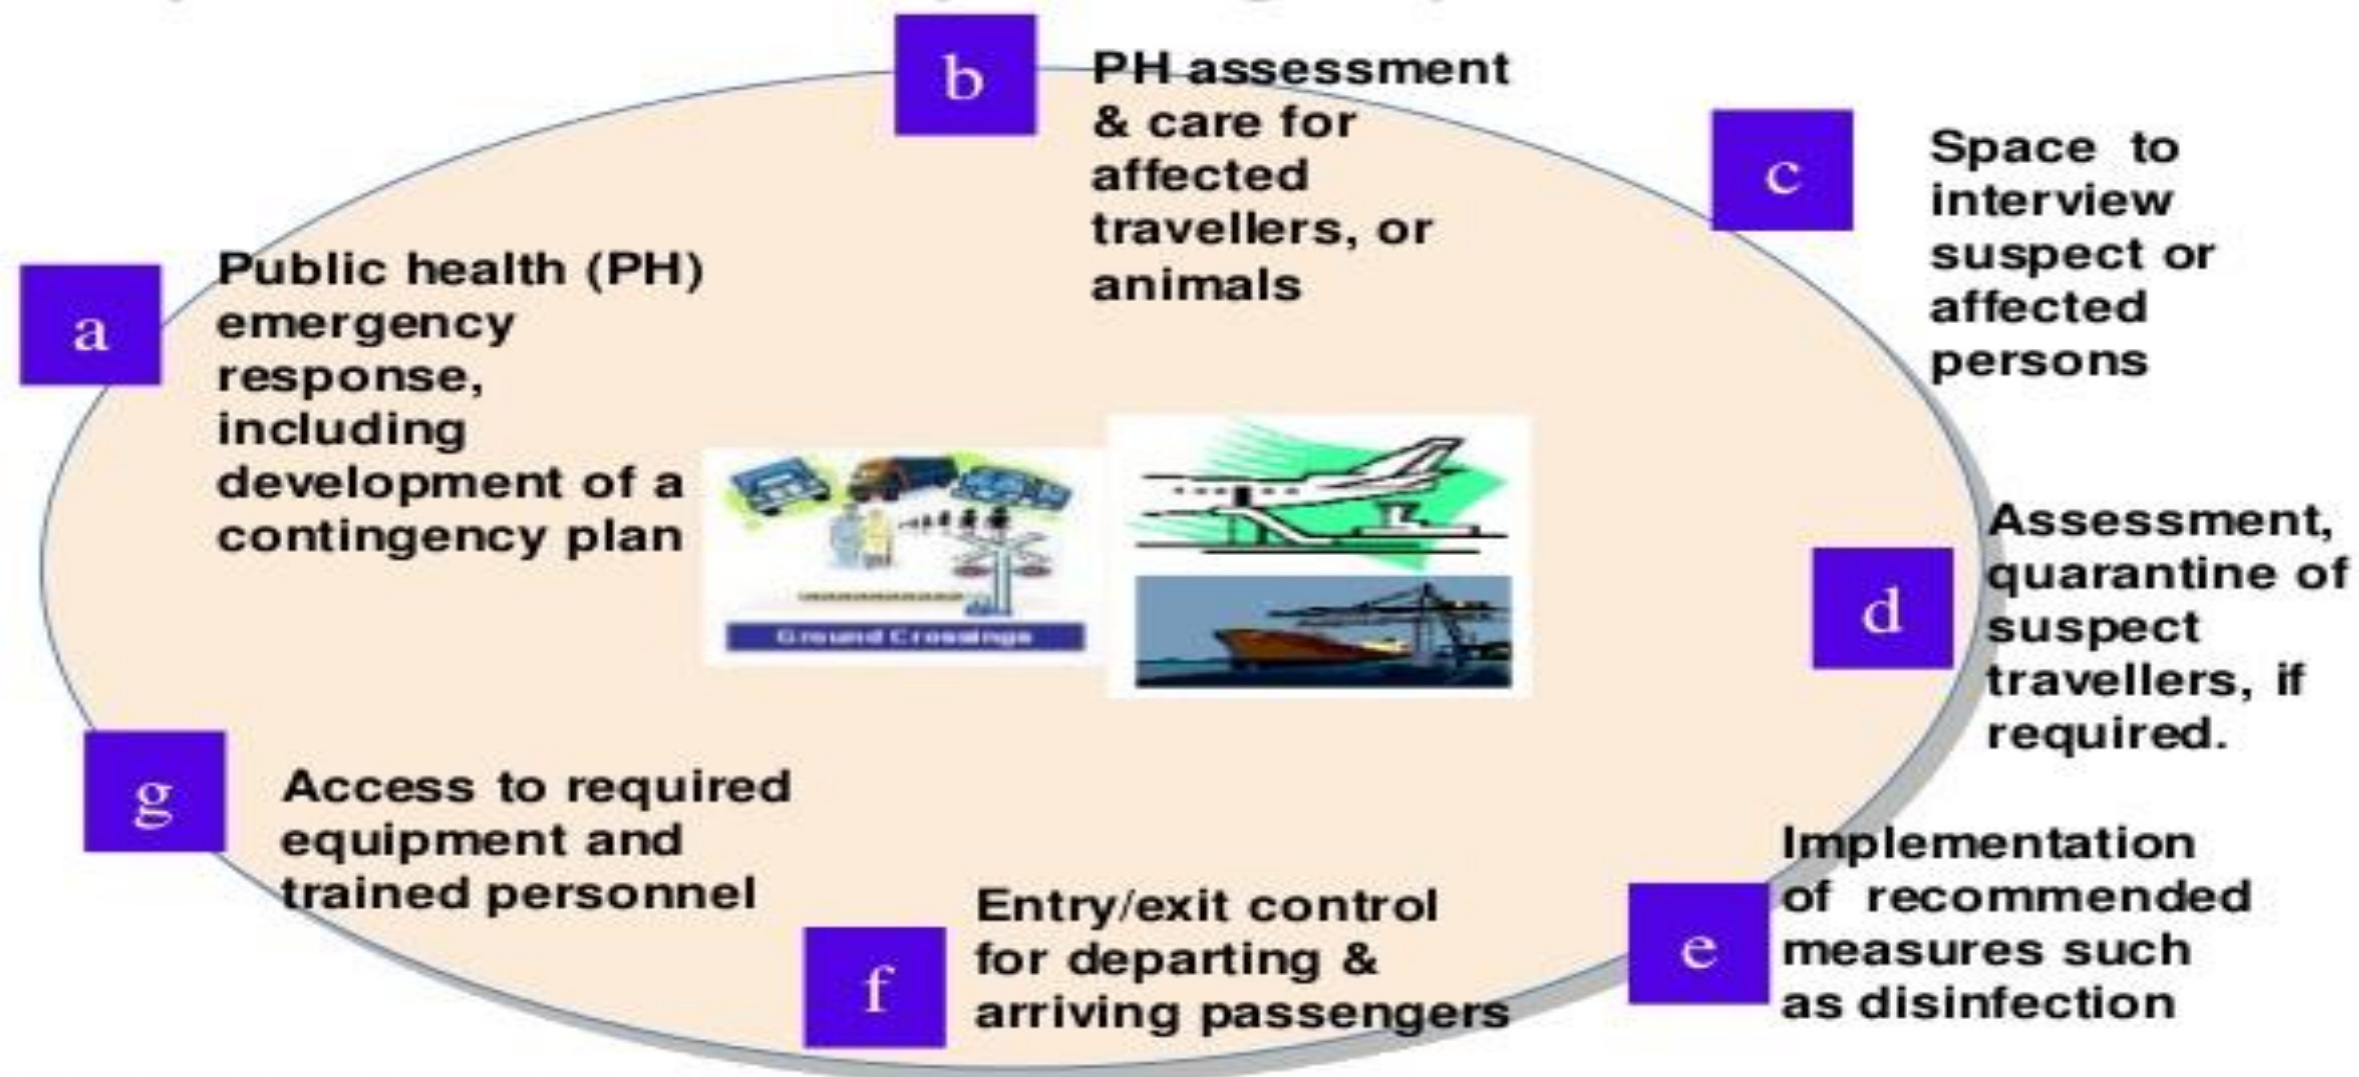 a
Public health (PH)
emergency
response,
including
development of a
contingency plan
b
PH assessment
& care for
affected
travellers, or
animals
c
Space to
interview
suspect or
affected
persons
d
Assessment,
quarantine of
suspect
travellers, if
required.
e
Implementation
of recommended
measures such
as disinfection
f
Entry/exit control
for departing &
arriving passengers
g
Access to required
equipment and
trained personnel
Ground Crossings